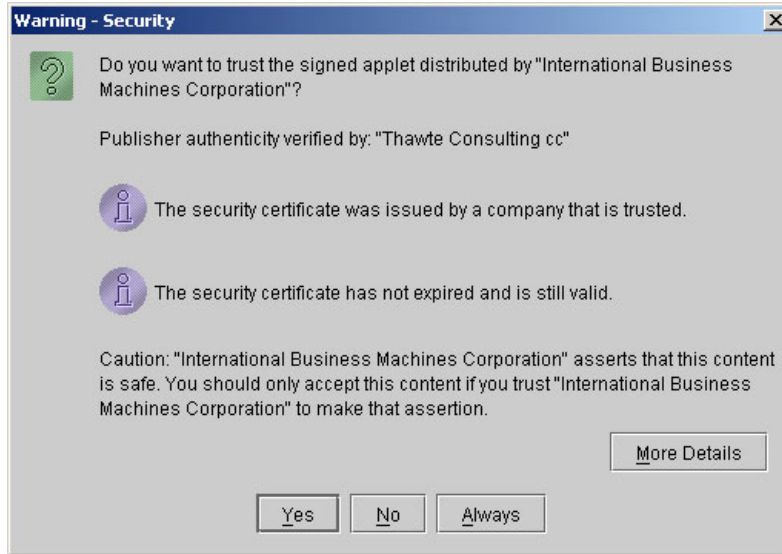 Warning - Security
Do you want to trust the signed applet distributed by "International Business
Machines Corporation"?
Publisher authenticity verified by: "Thawte Consulting cc"
The security certificate was issued by a company that is trusted.
The security certificate has not expired and is still valid.
Caution: "International Business Machines Corporation" asserts that this content
is safe. You should only accept this content if you trust "International Business
Machines Corporation" to make that assertion.
More Details
Yes No Always